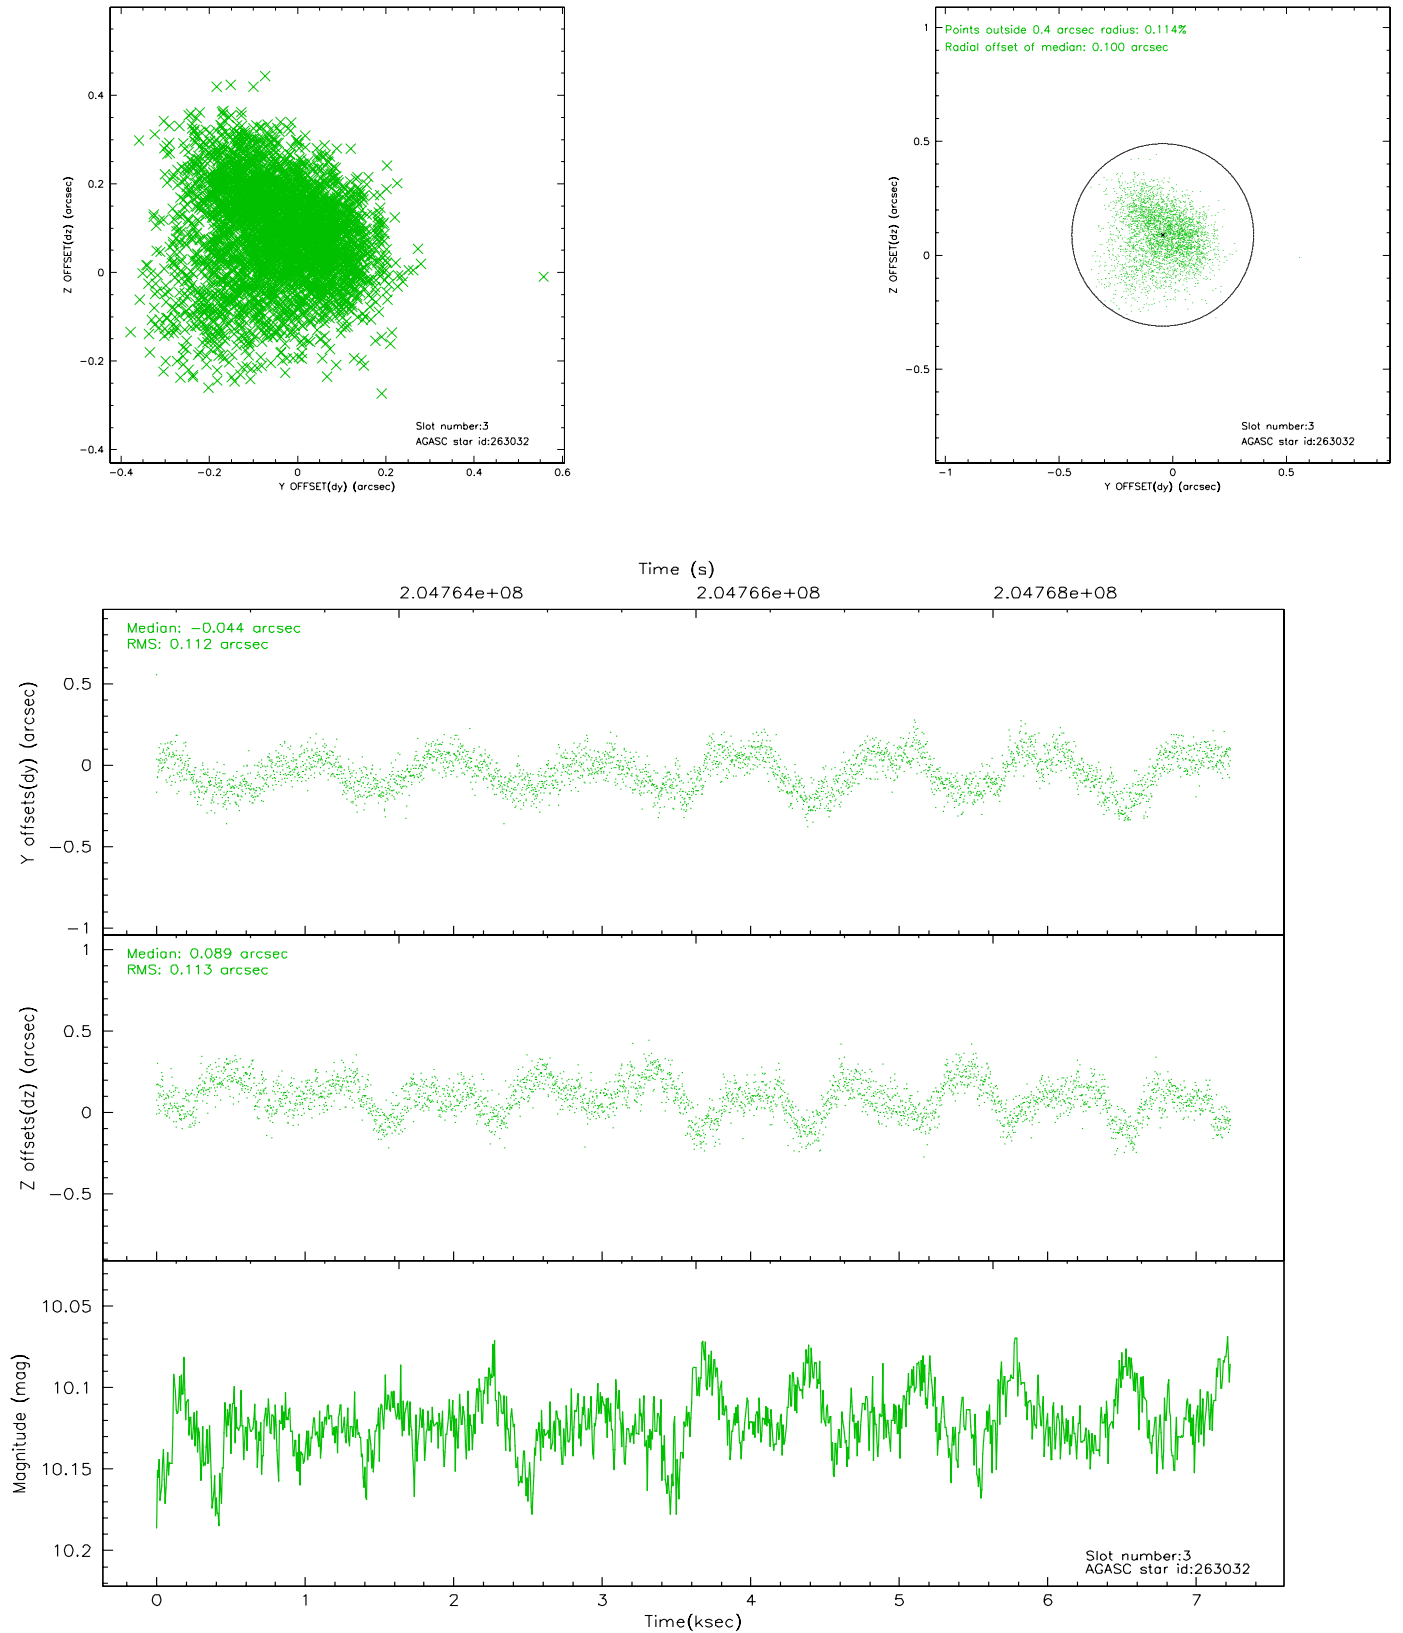 0.4
0.2
0
-0.2
-0.4
-0.4
-0.2
0
0.2
0.4
0.6
Z OFFSET(dz) (arcsec)
Y OFFSET(dy) (arcsec)
Slot number:3
AGASC star id:263032
Points outside 0.4 arcsec radius: 0.114%
Radial offset of median: 0.100 arcsec
1
0.5
0
-0.5
-1
-0.5
0
0.5
Z OFFSET(dz) (arcsec)
Y OFFSET(dy) (arcsec)
Slot number:3
AGASC star id:263032
Time (s)
2.04764e+08
2.04766e+08
2.04768e+08
Median: -0.044 arcsec
RMS: 0.112 arcsec
0.5
0
-0.5
-1
Y offsets(dy) (arcsec)
Median: 0.089 arcsec
RMS: 0.113 arcsec
1
0.5
0
-0.5
Z offsets(dz) (arcsec)
10.05
10.1
10.15
10.2
Magnitude (mag)
Slot number:3
AGASC star id:263032
0
1
2
3
4
5
6
7
Time(ksec)